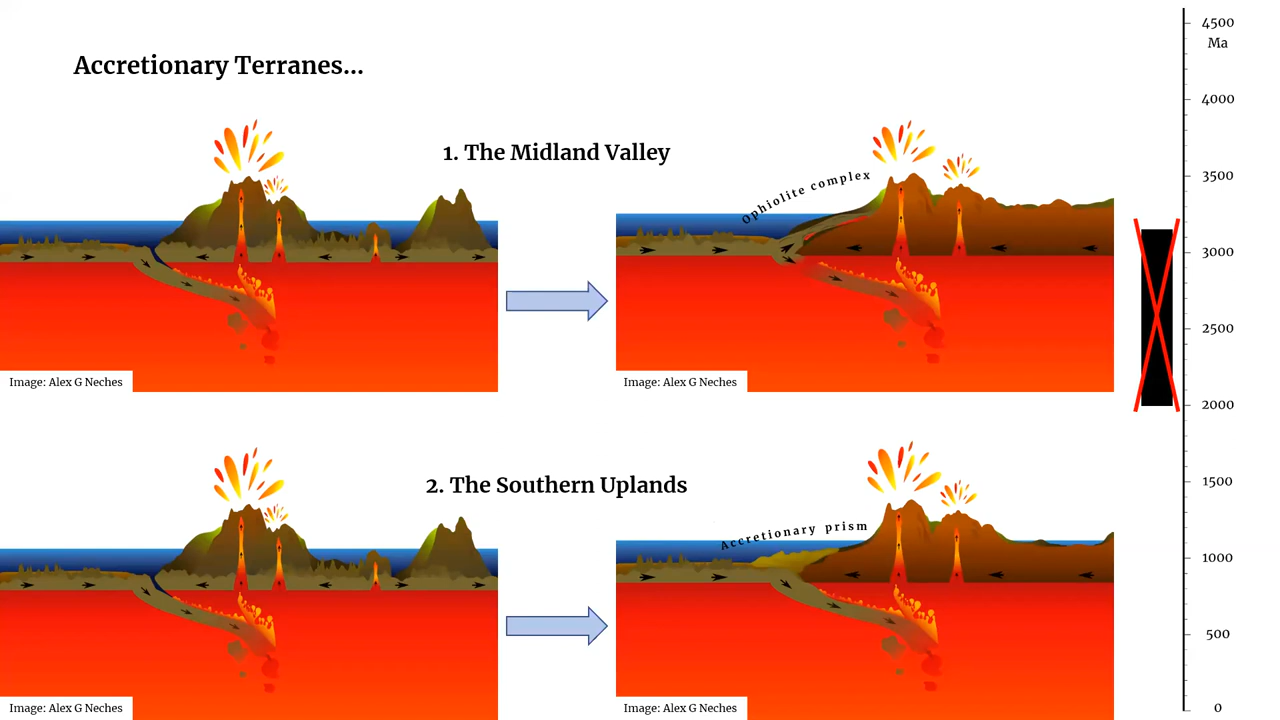 Accretionary Terranes...
1. The Midland Valley
Ophiolite complex
Image: Alex G Neches
Image: Alex G Neches
2. The Southern Uplands
Accretionary prism
Image: Alex G Neches
Image: Alex G Neches
4500
Ma
4000
3500
3000
2500
2000
1500
1000
500
0